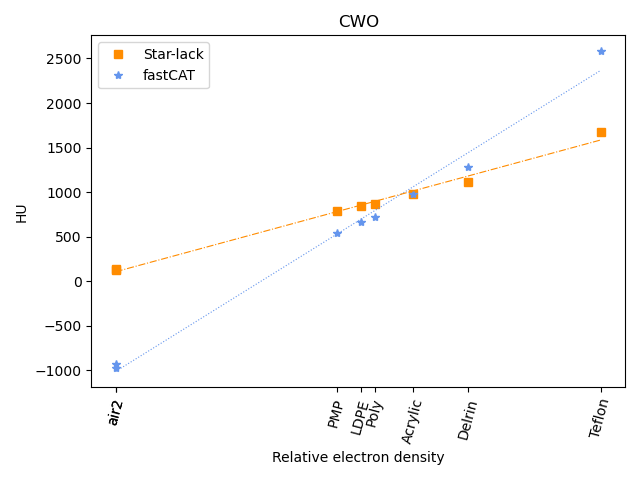 CWO
Star-lack
fastCAT
2500
2000
1500
1000
500
0
−500
−1000
HU
air2
PMP
LDPE
Poly
Acrylic
Delrin
Teflon
Relative electron density